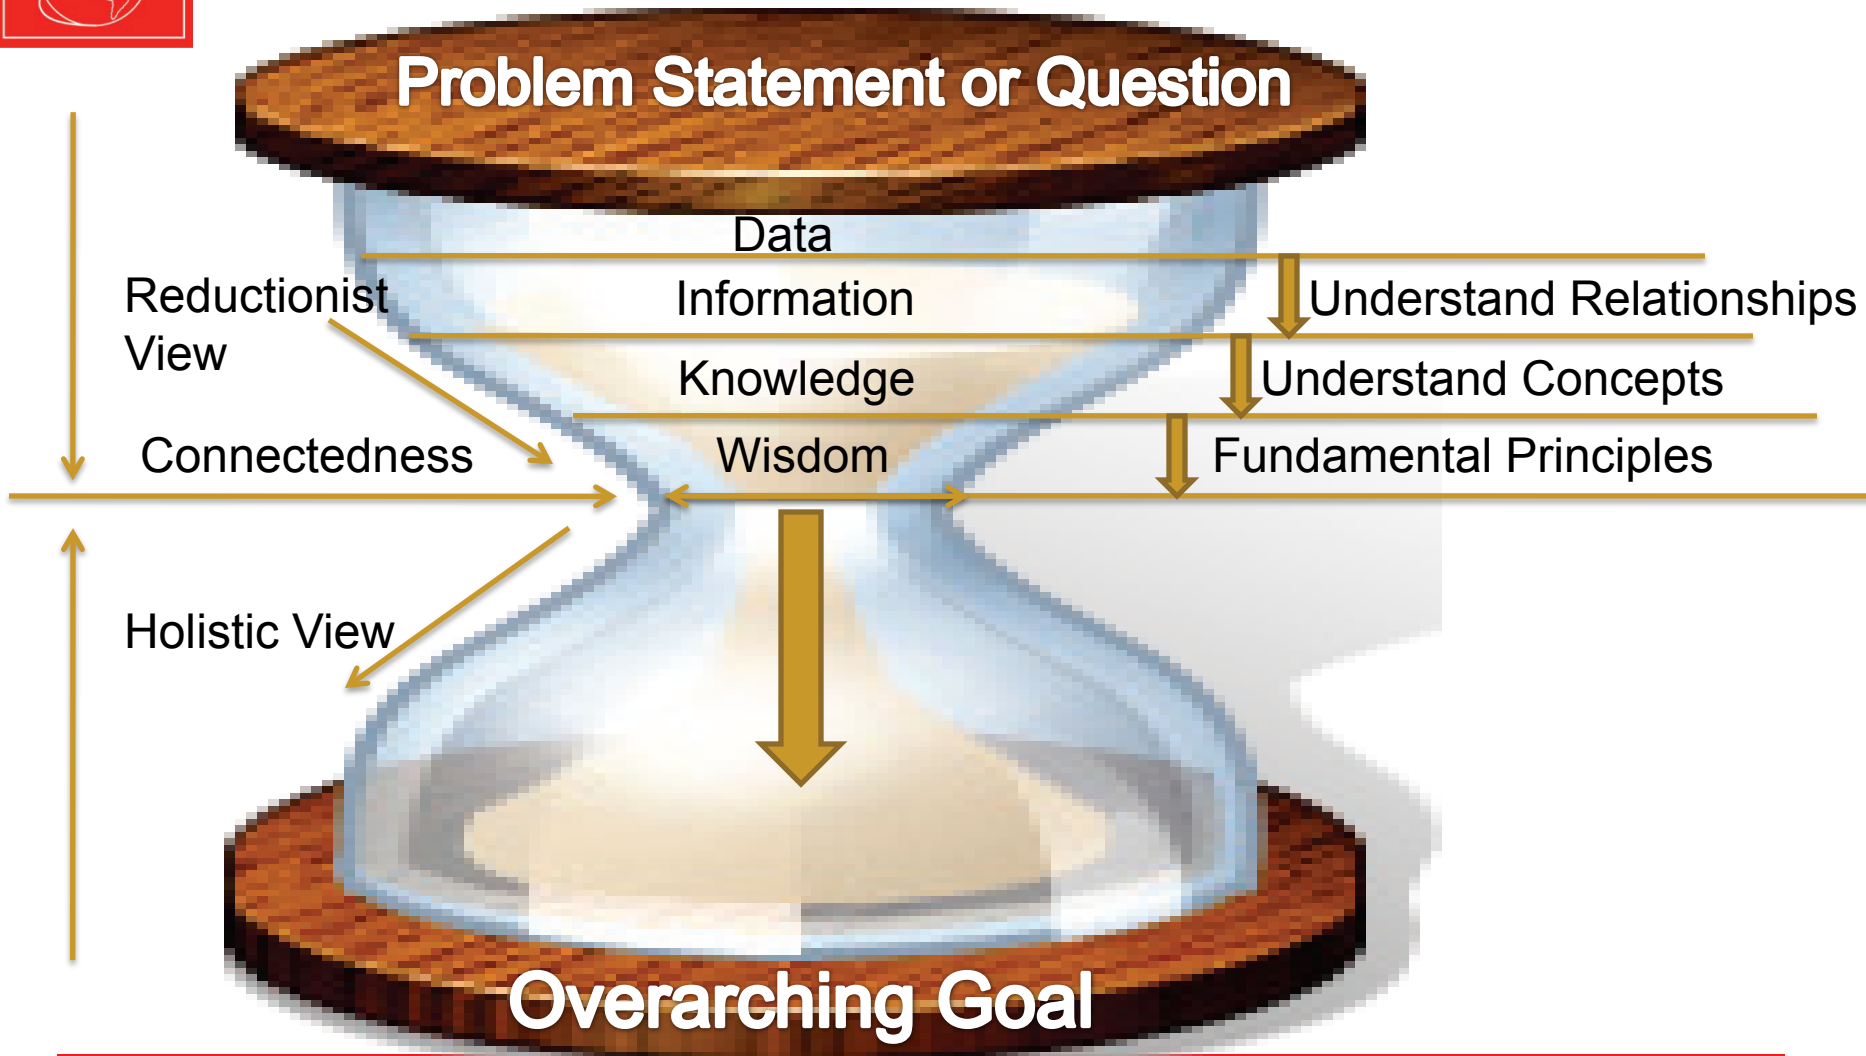 Problem Statement or Question
Data
Reductionist
View
Information
Understand Relationships
Knowledge
Understand Concepts
Connectedness
Wisdom
Fundamental Principles
Holistic View
Overarching Goal